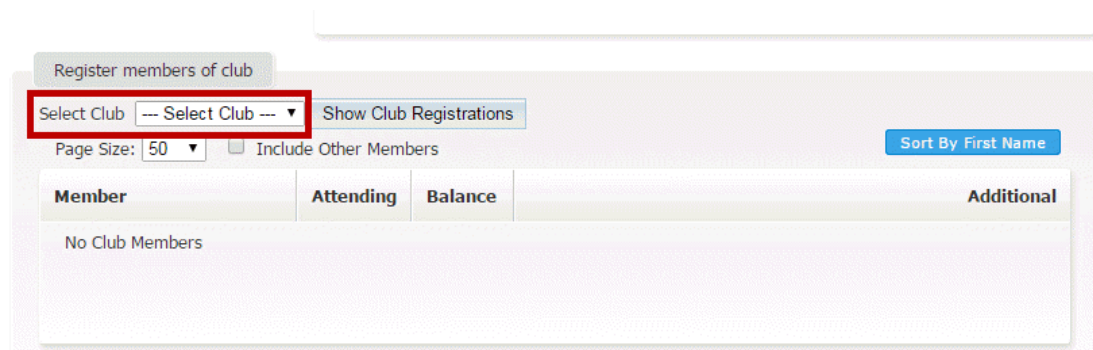 Register members of club
Select Club --- Select Club --- Show Club Registrations
Page Size: 50 Include Other Members Sort By First Name
Member Attending Balance Additional
No Club Members